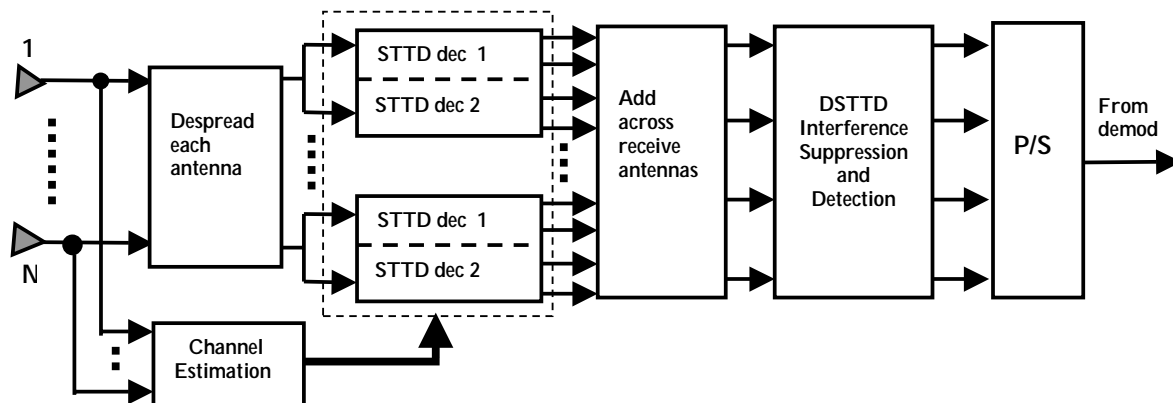 1
N
Despread
each
antenna
Channel
Estimation
STTD dec 1
STTD dec 2
STTD dec 1
STTD dec 2
Add
across
receive
antennas
DSTTD
Interference
Suppression
and
Detection
P/S
From
demod